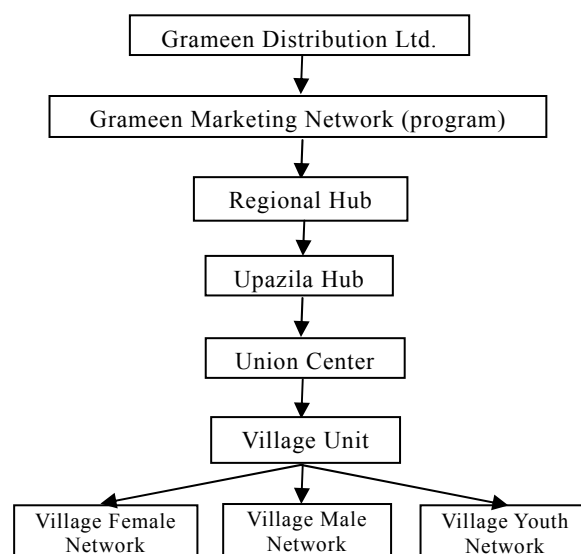 Grameen Distribution Ltd.
Grameen Marketing Network (program)
Regional Hub
Upazila Hub
Union Center
Village Unit
Village Female
Network
Village Male
Network
Village Youth
Network